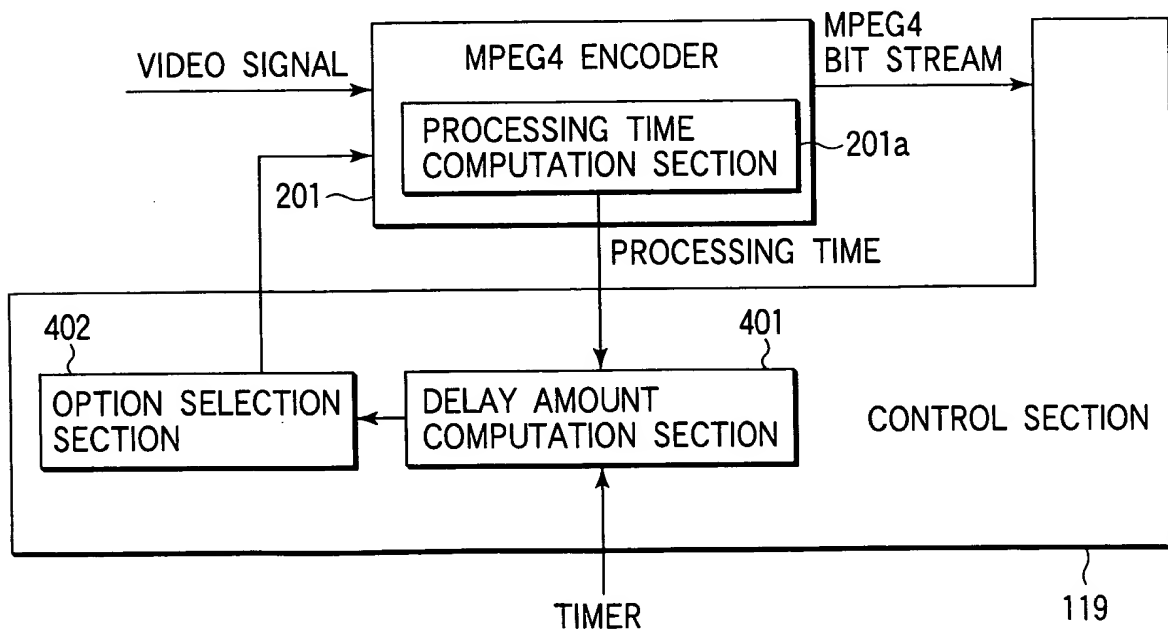 VIDEO SIGNAL
MPEG4 ENCODER
MPEG4
BIT STREAM
PROCESSING TIME
COMPUTATION SECTION
201a
201
PROCESSING TIME
402
401
OPTION SELECTION
SECTION
DELAY AMOUNT
COMPUTATION SECTION
CONTROL SECTION
TIMER
119